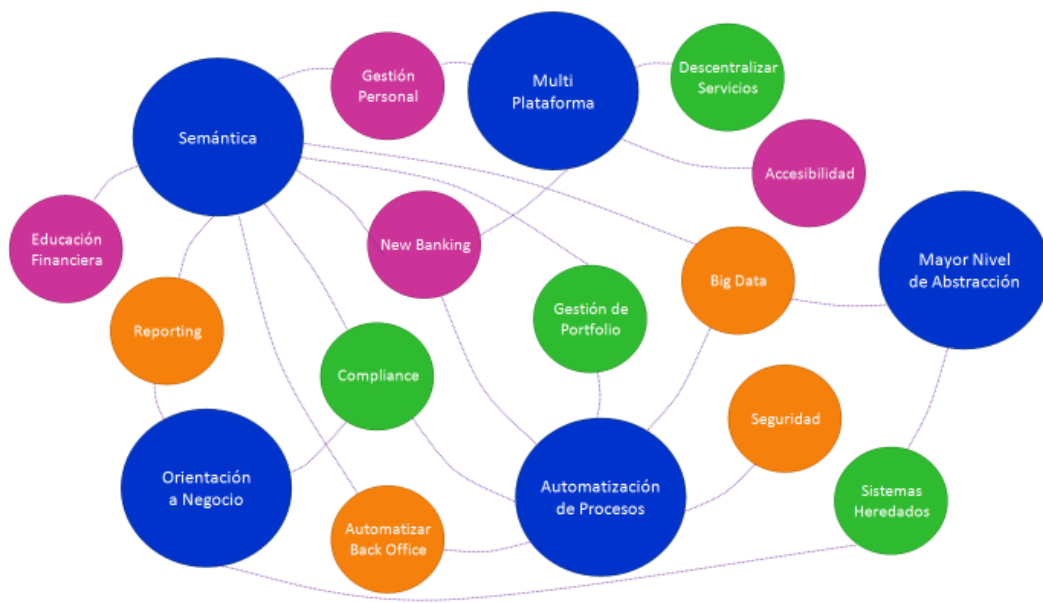 Gestión
Personal
Multi
Plataforma
Descentralizar
Servicios
Semántica
Accesibilidad
Educación
Financiera
New Banking
Mayor Nivel
de Abstracción
Big Data
Gestión de
Portfolio
Reporting
Compliance
Seguridad
Orientación
a Negocio
Automatización
de Procesos
Sistemas
Heredados
Automatizar
Back Office